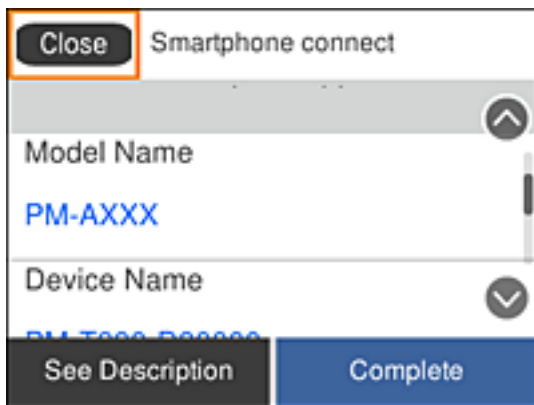 Close
Smartphone connect
Model Name
PM-AXXX
Device Name
See Description
Complete